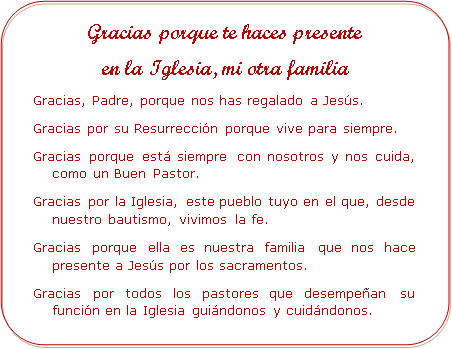 Gracias porque te haces presente
en la Iglesia, mi otra familia
Gracias, Padre, porque nos has regalado a Jesús.
Gracias por su Resurrección porque vive para siempre.
Gracias porque está siempre con nosotros y nos cuida,
como un Buen Pastor.
Gracias por la Iglesia, este pueblo tuyo en el que, desde
nuestro bautismo, vivimos la fe.
Gracias porque ella es nuestra familia que nos hace
presente a Jesús por los sacramentos.
Gracias por todos los pastores que desempeñan su
función en la Iglesia guiándonos y cuidándonos.